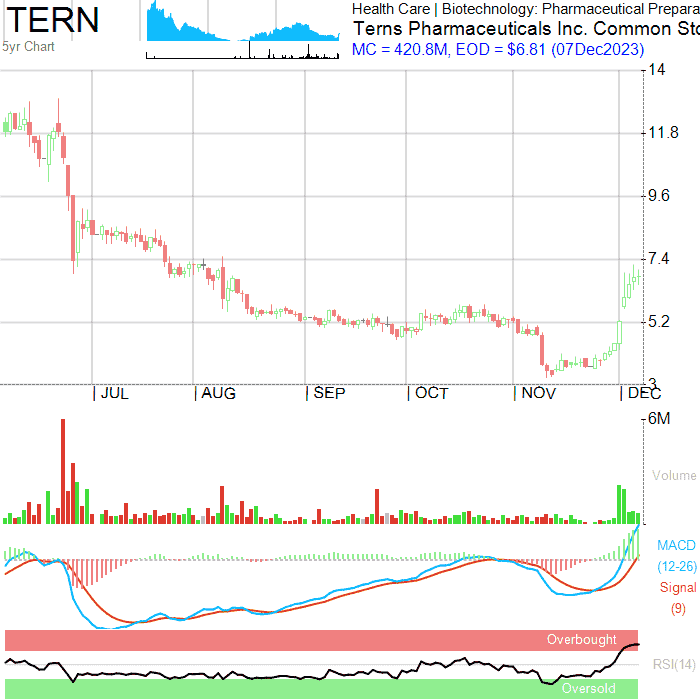 TERN
5yr Chart
Health Care | Biotechnology: Pharmaceutical Prepara
Terns Pharmaceuticals Inc. Common Sto
MC = 420.8M, EOD = $6.81 (07Dec2023)
14
11.8
9.6
7.4
5.2
3
| JUL | AUG | SEP | OCT | NOV | DEC
6M
Volume
MACD
(12-26)
Signal
(9)
Overbought
RSI(14)
Oversold